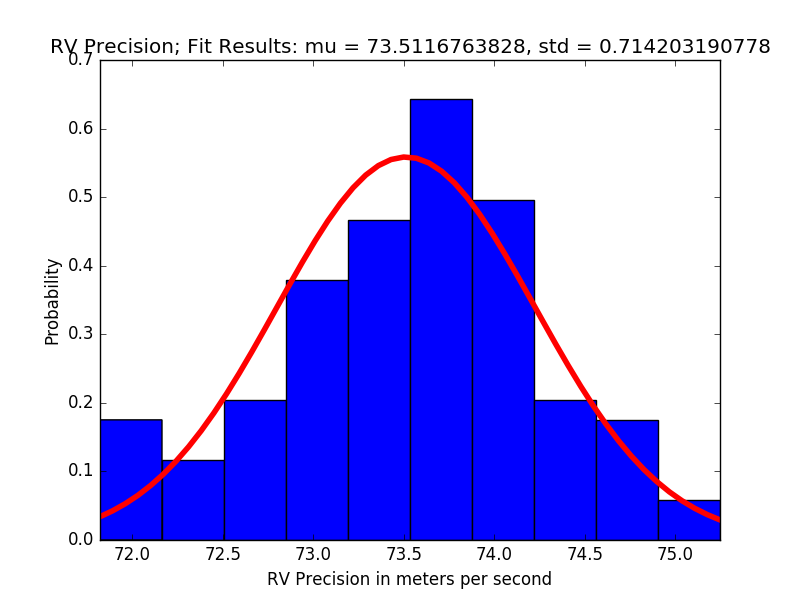 RV Precision; Fit Results: mu = 73.5116763828, std = 0.714203190778
0.7
0.6
0.5
0.4
0.3
0.2
0.1
0.0
Probability
72.0 72.5 73.0 73.5 74.0 74.5 75.0
RV Precision in meters per second